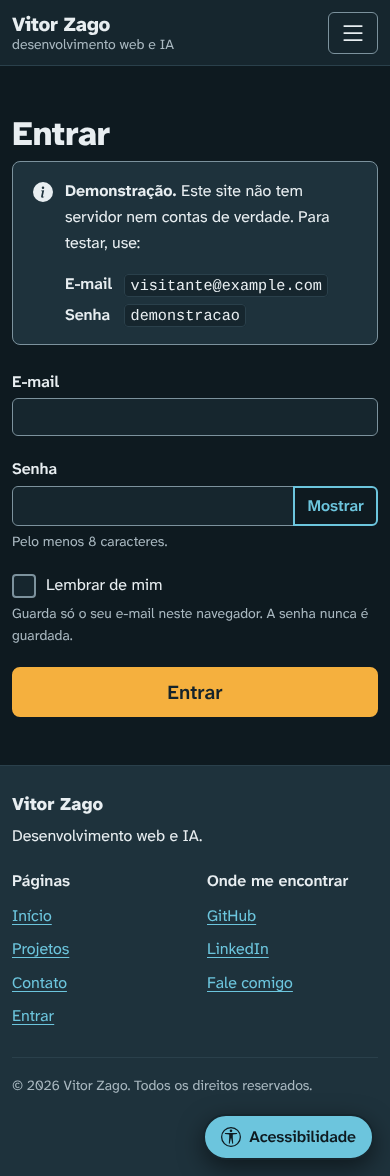 Vitor Zago
desenvolvimento web e IA
Entrar
Demonstração. Este site não tem
servidor nem contas de verdade. Para
testar, use:
E-mail visitante@example.com
Senha demonstracao
E-mail
Senha
Mostrar
Pelo menos 8 caracteres.
Lembrar de mim
Guarda só o seu e-mail neste navegador. A senha nunca é
guardada.
Entrar
Vitor Zago
Desenvolvimento web e IA.
Páginas
Início
Projetos
Contato
Entrar
Onde me encontrar
GitHub
LinkedIn
Fale comigo
© 2026 Vitor Zago. Todos os direitos reservados.
Acessibilidade